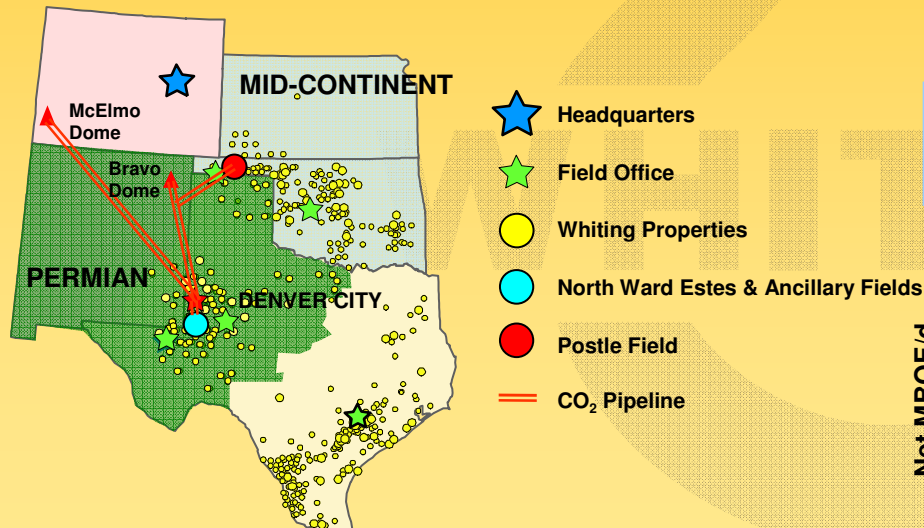 MID-CONTINENT
McElmo
Dome
Bravo
Dome
PERMIAN
DENVER CITY
Headquarters
Field Office
Whiting Properties
North Ward Estes & Ancillary Fields
Postle Field
CO₂ Pipeline